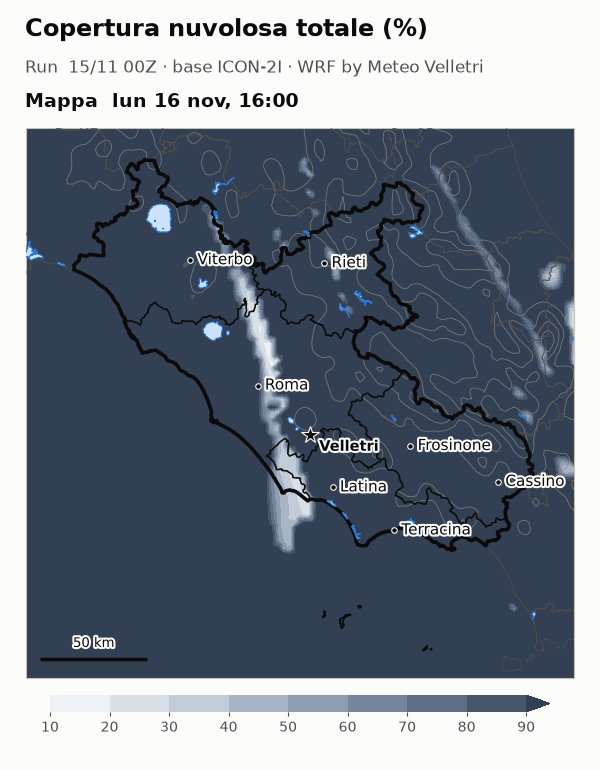 Copertura nuvolosa totale (%)
Run 15/11 00Z · base ICON-2I · WRF by Meteo Velletri
Mappa lun 16 nov, 16:00
Viterbo
Rieti
Roma
Velletri
Frosinone
Latina
Cassino
Terracina
50 km
10 20 30 40 50 60 70 80 90